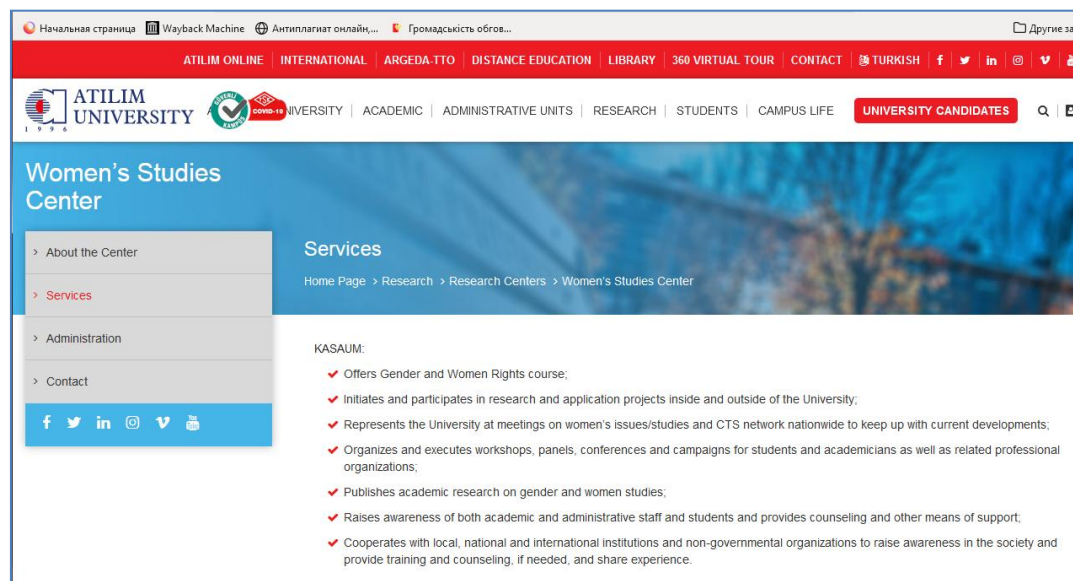 Начальная страница Wayback Machine Антиплагиат онлайн,... Громадськість обгов... Другие за
ATILIM ONLINE INTERNATIONAL ARGEDA-TTO DISTANCE EDUCATION LIBRARY 360 VIRTUAL TOUR CONTACT TURKISH
ATILIM
UNIVERSITY
1996
GÜVENLİ
KAMPÜS
TSE
COVID-19
A NIVERSITY ACADEMIC ADMINISTRATIVE UNITS RESEARCH STUDENTS CAMPUS LIFE UNIVERSITY CANDIDATES
Women's Studies
Center
> About the Center
> Services
> Administration
> Contact
Services
Home Page > Research > Research Centers > Women's Studies Center
KASAUM:
Offers Gender and Women Rights course;
Initiates and participates in research and application projects inside and outside of the University;
Represents the University at meetings on women's issues/studies and CTS network nationwide to keep up with current developments;
Organizes and executes workshops, panels, conferences and campaigns for students and academicians as well as related professional
organizations;
Publishes academic research on gender and women studies;
Raises awareness of both academic and administrative staff and students and provides counseling and other means of support;
Cooperates with local, national and international institutions and non-governmental organizations to raise awareness in the society and
provide training and counseling, if needed, and share experience.